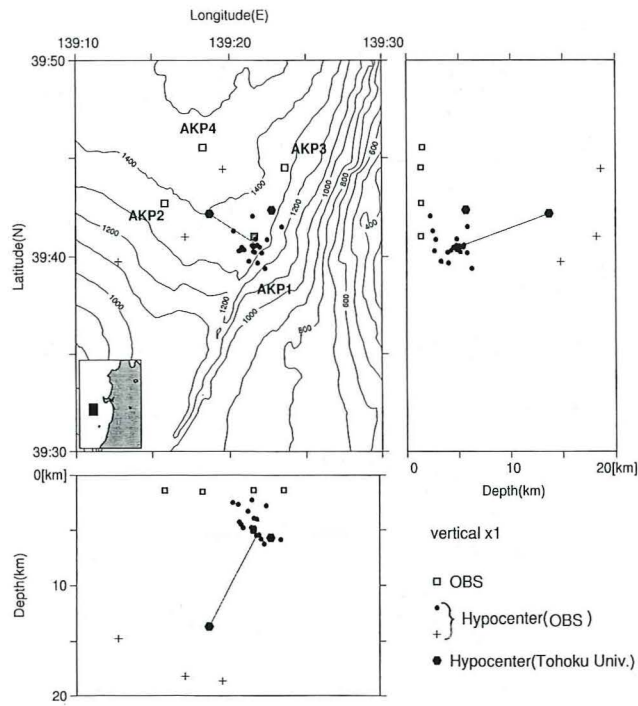 Longitude(E)
139:10 139:20 139:30
39:50
39:40
39:30
Latitude(N)
AKP4
AKP3
AKP2
AKP1
1400
1400
1200
1000
1200
1000
800
1200
1000
800
600
400
600
0 10 20[km]
Depth(km)
0[km]
10
20
Depth(km)
vertical x1
OBS
Hypocenter(OBS)
Hypocenter(Tohoku Univ.)